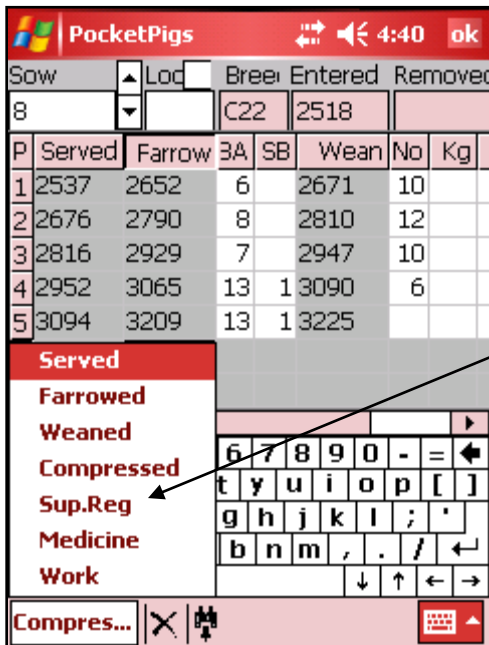 PocketPigs 4:40 ok
Sow Loc Breei Entered Removed
8 C22 2518
P Served Farrow BA SB Wean No Kg
1 2537 2652 6 2671 10
2 2676 2790 8 2810 12
3 2816 2929 7 2947 10
4 2952 3065 13 1 3090 6
5 3094 3209 13 1 3225
Served
Farrowed
Weaned
Compressed
Sup.Reg
Medicine
Work
6 7 8 9 0 - =
t y u i o p [ ]
g h j k l ; '
b n m , . /
Compres...